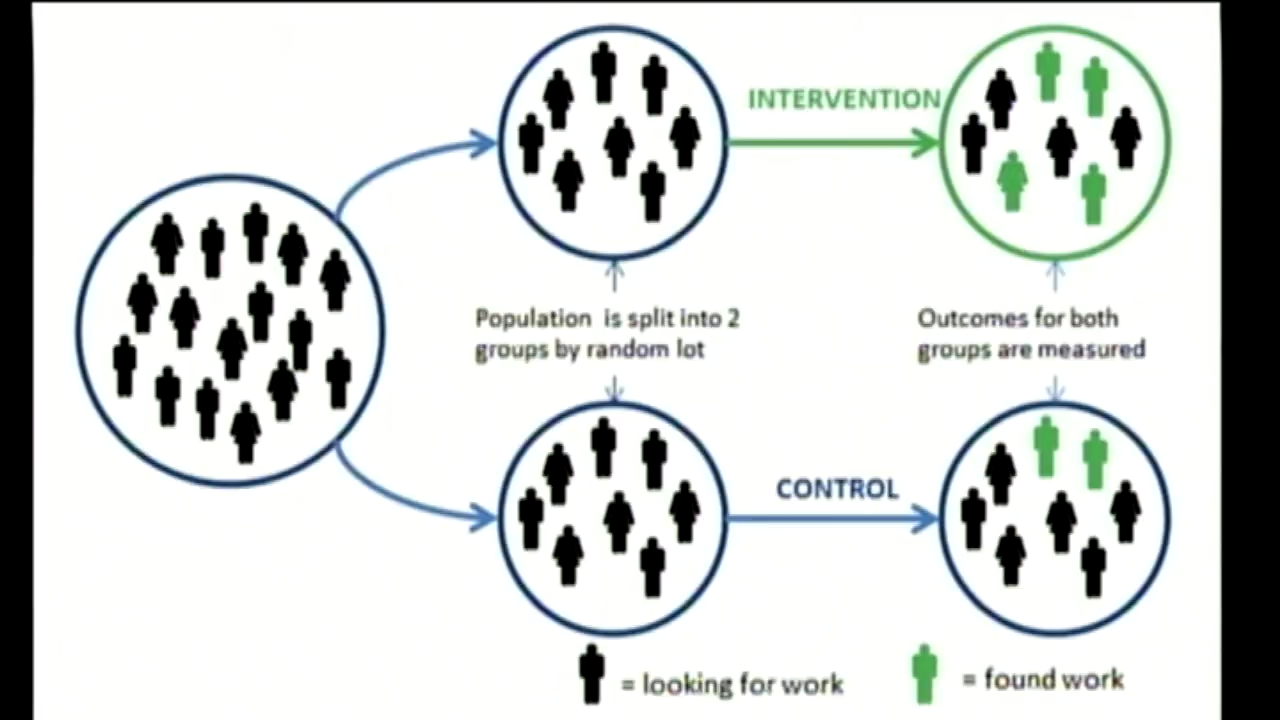 INTERVENTION
Population is split into 2
groups by random lot
Outcomes for both
groups are measured
CONTROL
= looking for work
= found work